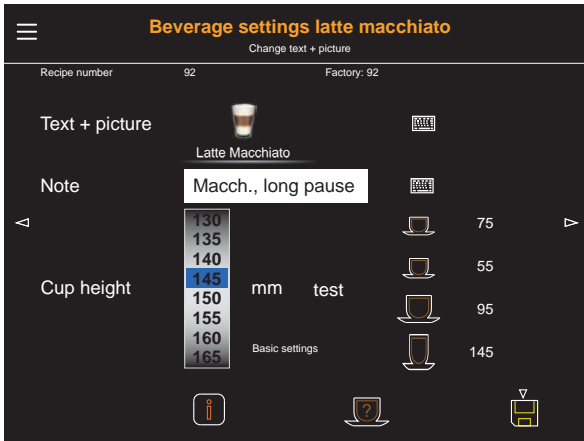 Beverage settings latte macchiato
Change text + picture
Recipe number 92 Factory: 92
Text + picture
Latte Macchiato
Note Macch., long pause
130
135
140
145
150
155
160
165
Cup height mm test
Basic settings
75
55
95
145
i
?